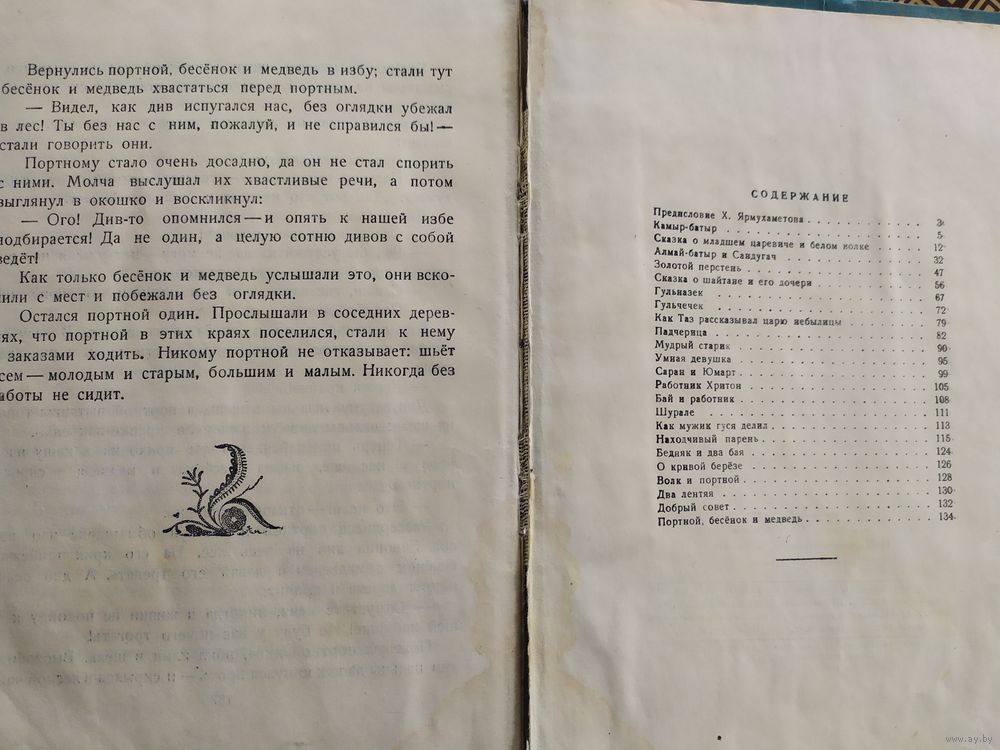 Вернулись портной, бесёнок и медведь в избу; стали тут
бесёнок и медведь хвастаться перед портным.
— Видел, как див испугался нас, без оглядки убежал
в лес! Ты без нас с ним, пожалуй, и не справился бы! —
стали говорить они.
Портному стало очень досадно, да он не стал спорить
с ними. Молча выслушал их хвастливые речи, а потом
выглянул в окошко и воскликнул:
— Ого! Див-то опомнился — и опять к нашей избе
подбирается! Да не один, а целую сотню дивов с собой
ведёт!
Как только бесёнок и медведь услышали это, они вско-
чили с мест и побежали без оглядки.
Остался портной один. Прослышали в соседних дерев-
нях, что портной в этих краях поселился, стали к нему
заказами ходить. Никому портной не отказывает: шьёт
всем — молодым и старым, большим и малым. Никогда без
работы не сидит.
СОДЕРЖАНИЕ
Предисловие Х. Ярмухаметова . . . . . . . . . 3
Камыр-батыр . . . . . . . . . 5
Сказка о младшем царевиче и белом волке . . . . . 12
Алмай-батыр и Сандугач . . . . . . . . . 32
Золотой перстень . . . . . . . . . 47
Сказка о шайтане и его дочери . . . . . . . . . 56
Гульназек . . . . . . . . . 67
Гульчечек . . . . . . . . . 72
Как Таз рассказывал царю небылицы . . . . . . . 79
Падчерица . . . . . . . . . 82
Мудрый старик . . . . . . . . . 90
Умная девушка . . . . . . . . . 95
Саран и Юмарт . . . . . . . . . 99
Работник Хритон . . . . . . . . . 105
Бай и работник . . . . . . . . . 108
Шурале . . . . . . . . . 111
Как мужик гуся делил . . . . . . . . . 113
Находчивый парень . . . . . . . . . 115
Бедняк и два бая . . . . . . . . . 124
О кривой берёзе . . . . . . . . . 126
Волк и портной . . . . . . . . . 128
Два лентяя . . . . . . . . . 130
Добрый совет . . . . . . . . . 132
Портной, бесёнок и медведь . . . . . . . . . 134
www.ay.by